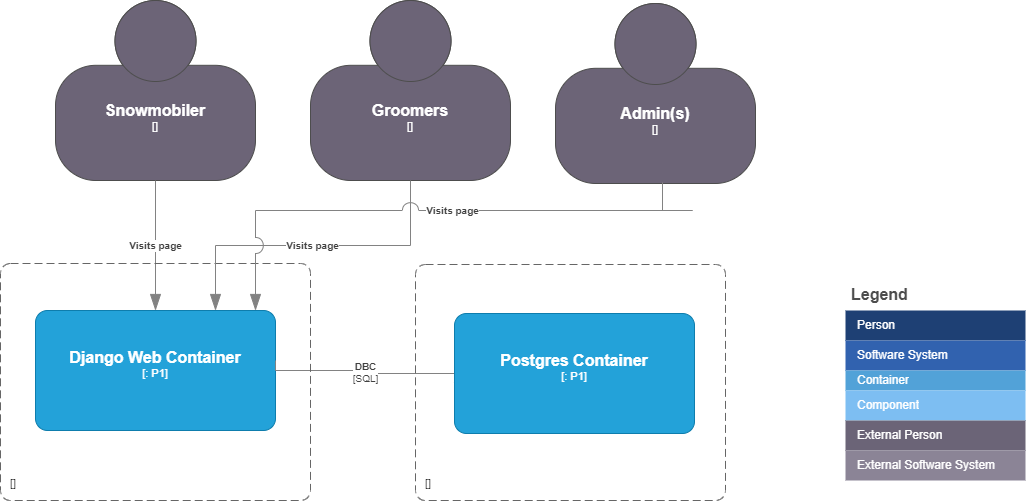 Snowmobiler
[]
Groomers
[]
Admin(s)
[]
Visits page
Visits page
Visits page
Django Web Container
[: P1]
DBC
[SQL]
Postgres Container
[: P1]
[]
[]
Legend
Person
Software System
Container
Component
External Person
External Software System